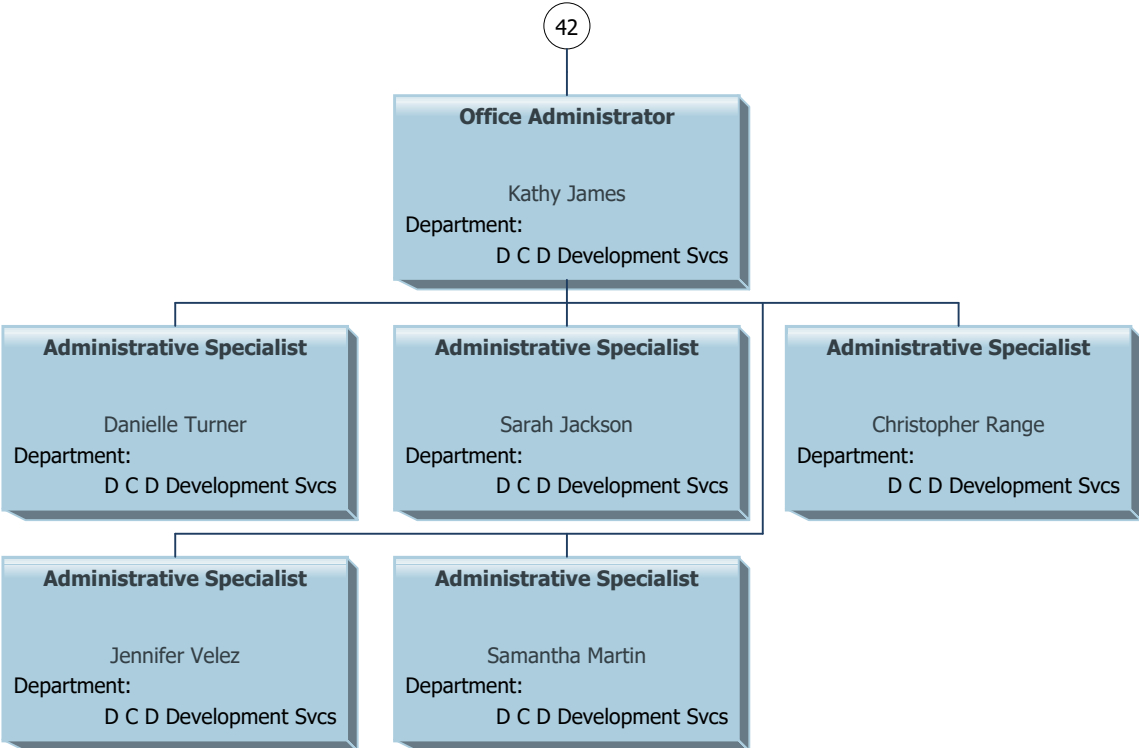 42
Office Administrator
Kathy James
Department:
D C D Development Svcs
Administrative Specialist
Danielle Turner
Department:
D C D Development Svcs
Administrative Specialist
Sarah Jackson
Department:
D C D Development Svcs
Administrative Specialist
Christopher Range
Department:
D C D Development Svcs
Administrative Specialist
Jennifer Velez
Department:
D C D Development Svcs
Administrative Specialist
Samantha Martin
Department:
D C D Development Svcs